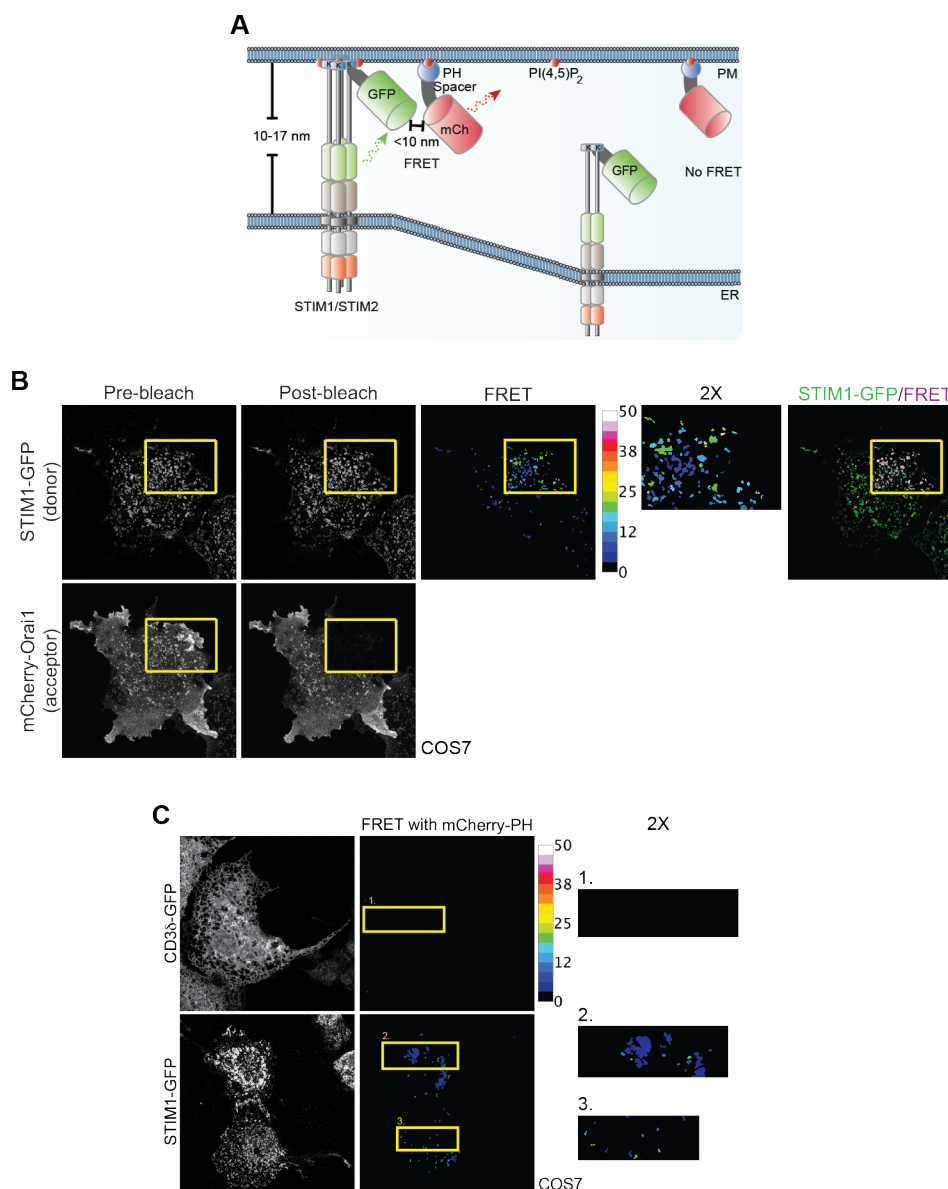 A
K K K
PH
Spacer
PI(4,5)P2
PM
GFP
mCh
10-17 nm
<10 nm
FRET
K K
GFP
No FRET
STIM1/STIM2
ER
B
Pre-bleach
Post-bleach
FRET
2X
STIM1-GFP/FRET
STIM1-GFP
(donor)
50
38
25
12
0
mCherry-Orai1
(acceptor)
COS7
C
FRET with mCherry-PH
2X
CD3δ-GFP
1.
50
38
25
12
0
1.
STIM1-GFP
2.
3.
2.
3.
COS7